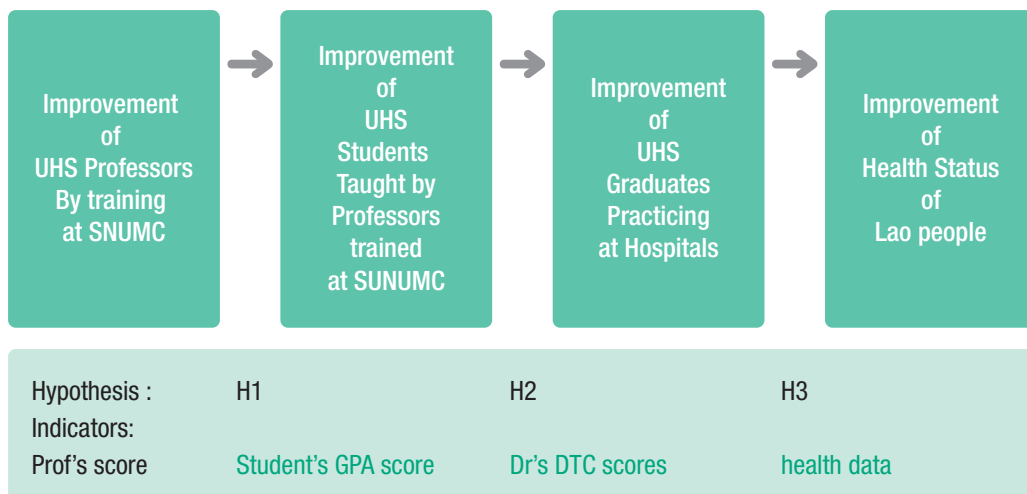 Improvement
of
UHS Professors
By training
at SNUMC
Improvement
of
UHS
Students
Taught by
Professors
trained
at SUNUMC
Improvement
of
UHS
Graduates
Practicing
at Hospitals
Improvement
of
Health Status
of
Lao people
Hypothesis : H1 H2 H3
Indicators:
Prof’s score Student’s GPA score Dr’s DTC scores health data